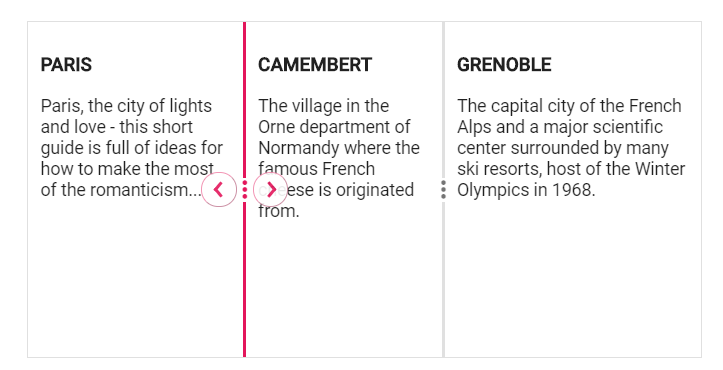 PARIS
Paris, the city of lights
and love - this short
guide is full of ideas for
how to make the most
of the romanticism...
CAMEMBERT
The village in the
Orne department of
Normandy where the
famous French
cheese is originated
from.
GRENOBLE
The capital city of the French
Alps and a major scientific
center surrounded by many
ski resorts, host of the Winter
Olympics in 1968.